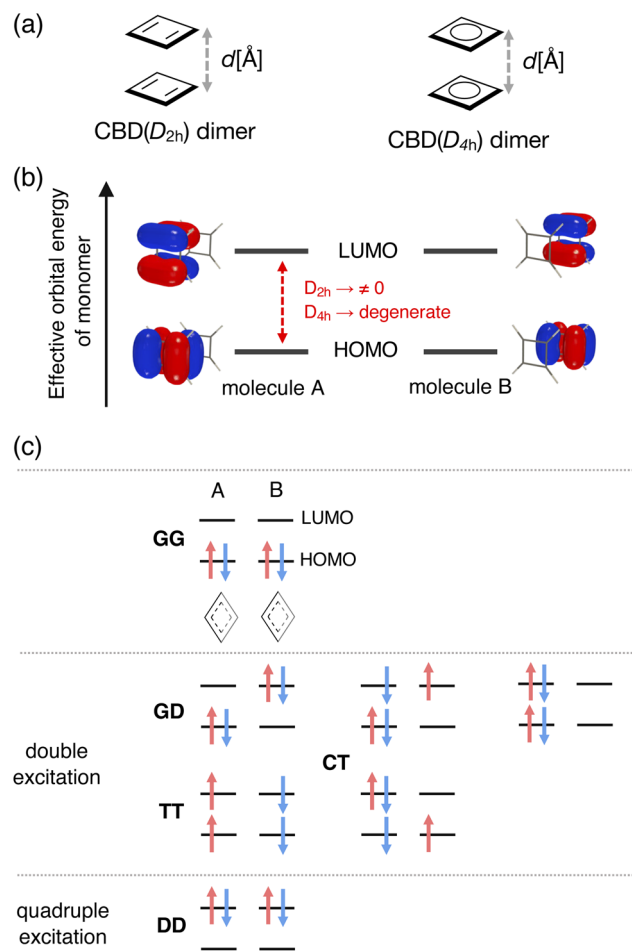 (a)
d[Å]
d[Å]
CBD(D2h) dimer
CBD(D4h) dimer
(b)
Effective orbital energy
of monomer
LUMO
D2h → ≠ 0
D4h → degenerate
HOMO
molecule A
molecule B
(c)
A
B
LUMO
GG
HOMO
GD
double
excitation
CT
TT
quadruple
excitation
DD